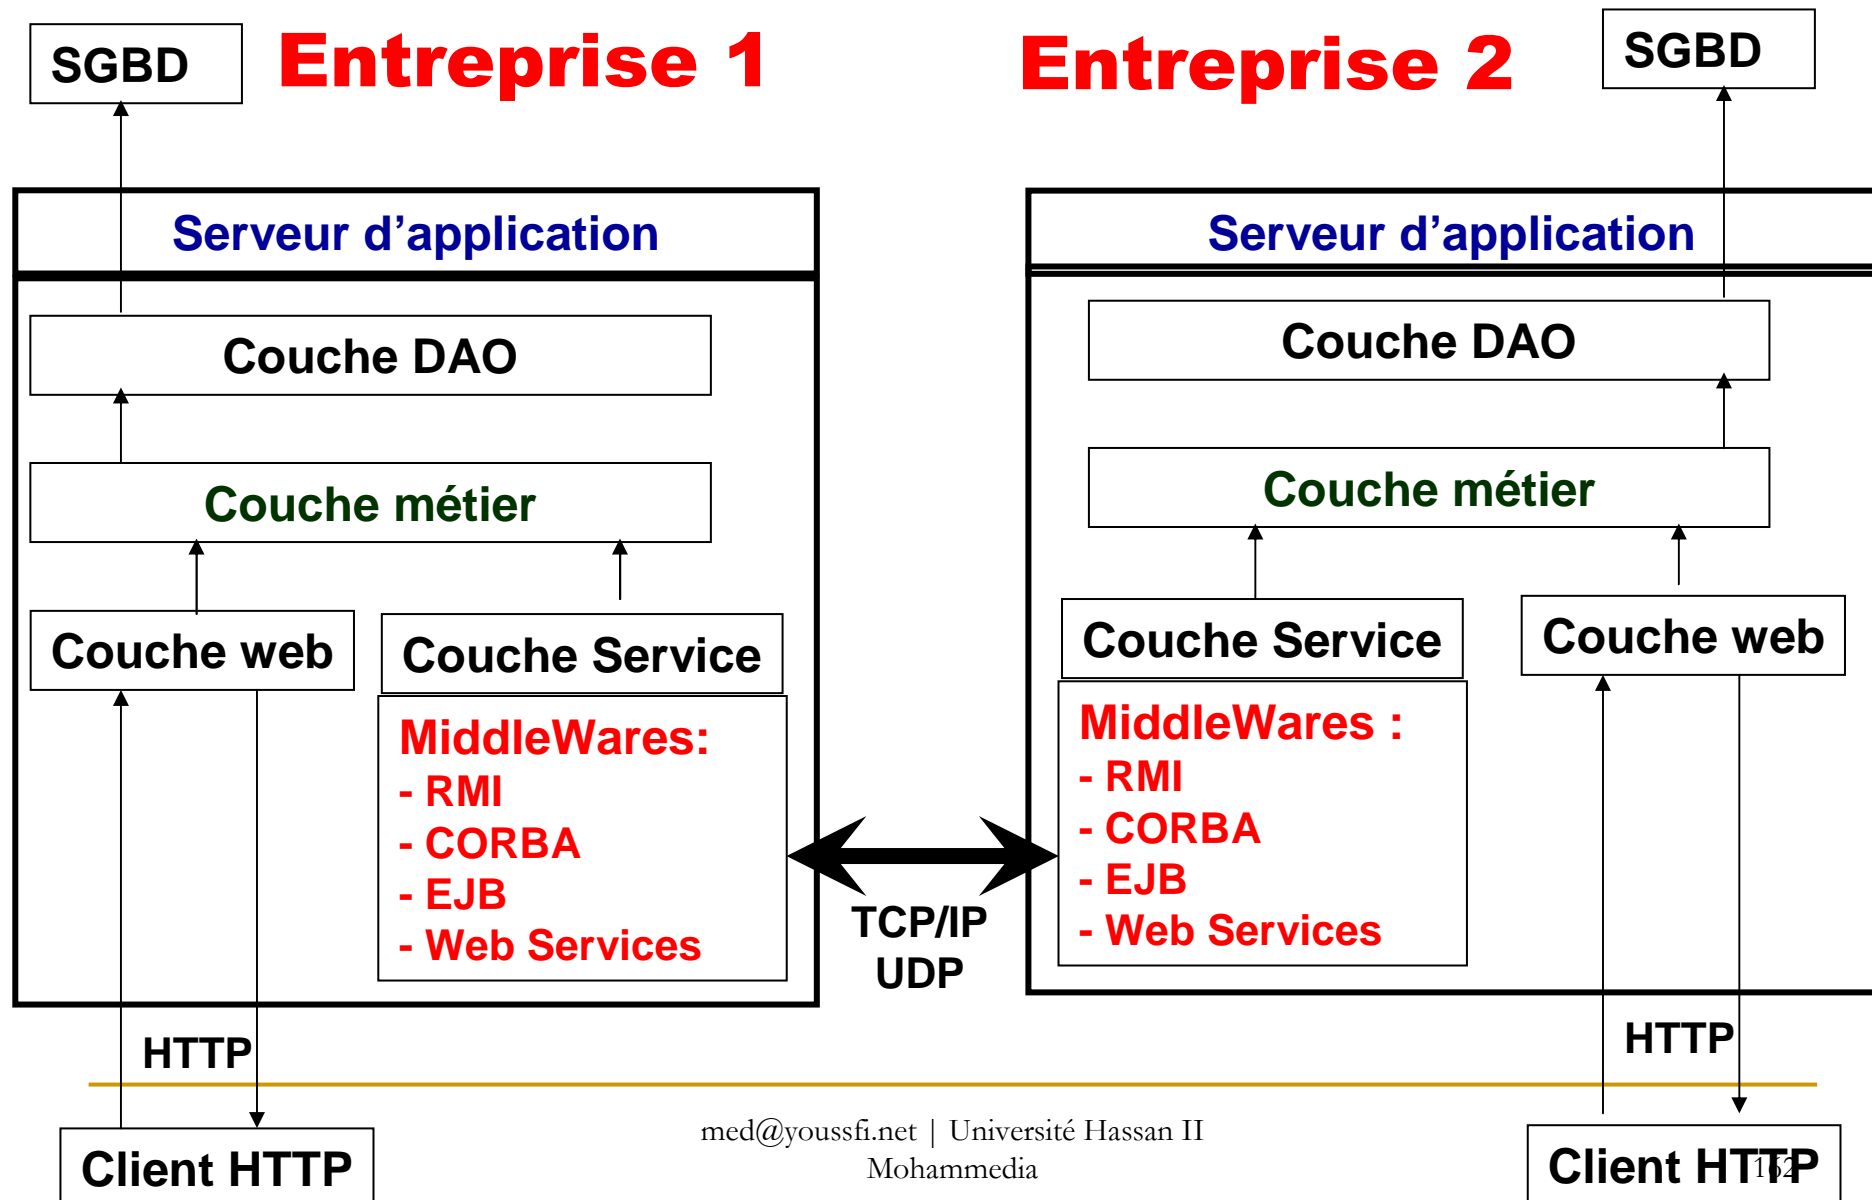 SGBD
Entreprise 1
Serveur d’application
Couche DAO
Couche métier
Couche web
Couche Service
MiddleWares:
- RMI
- CORBA
- EJB
- Web Services
HTTP
Client HTTP
TCP/IP
UDP
Entreprise 2
SGBD
Serveur d’application
Couche DAO
Couche métier
Couche Service
Couche web
MiddleWares :
- RMI
- CORBA
- EJB
- Web Services
HTTP
Client HTTP
med@youssfi.net | Université Hassan II
Mohammedia
162